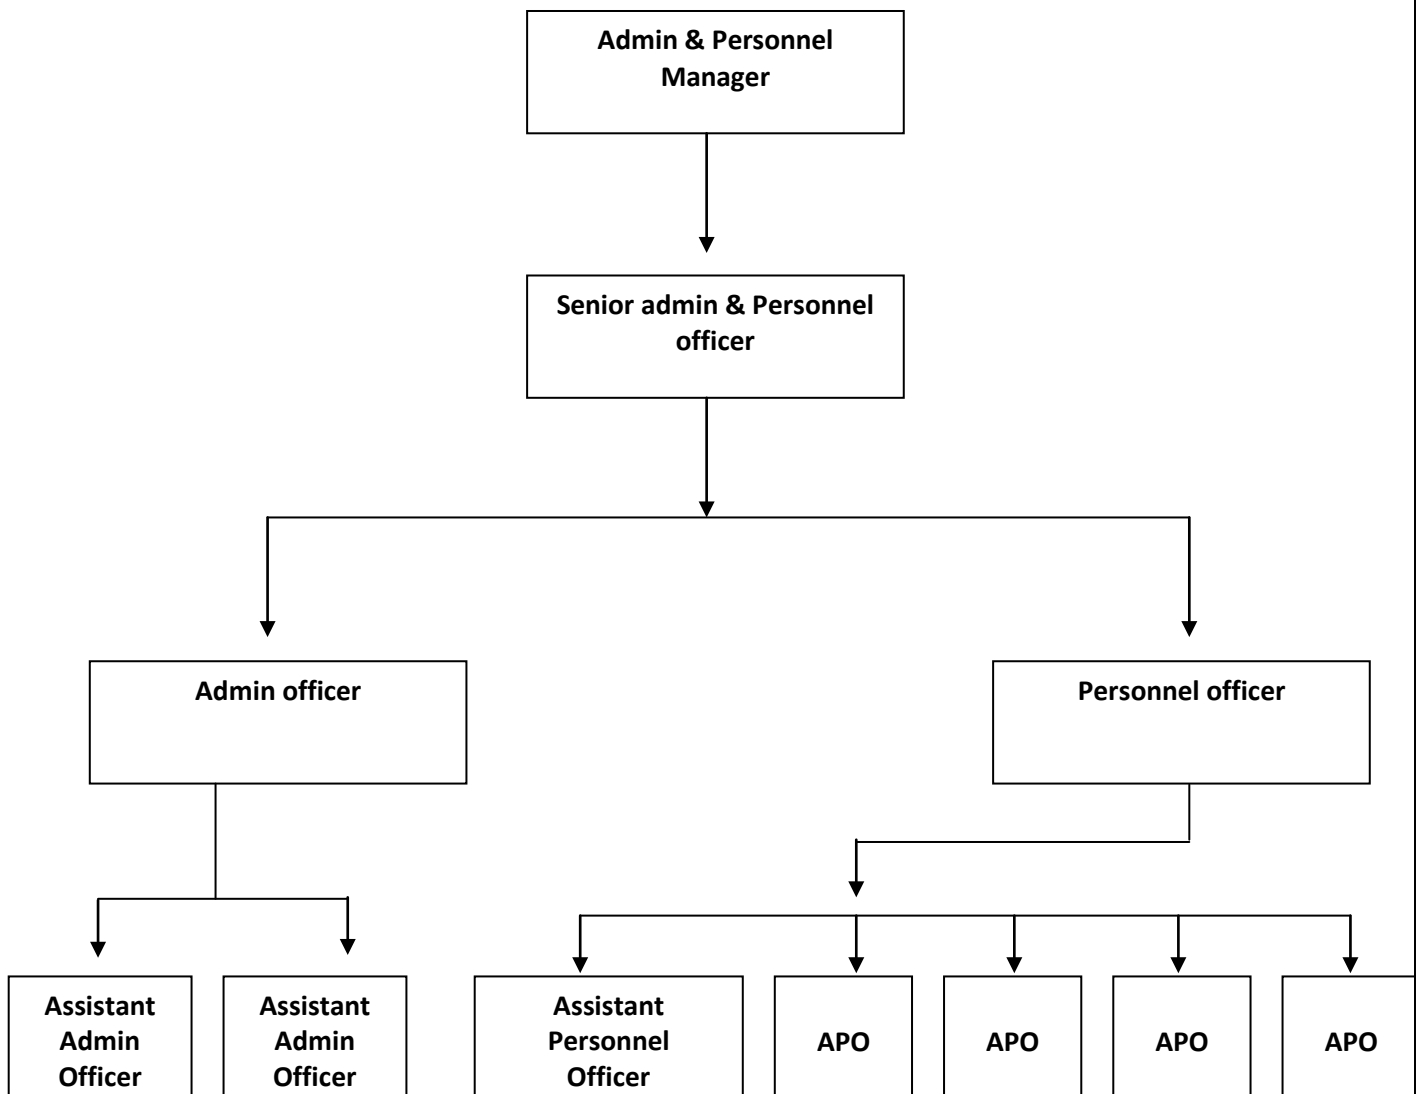 Admin & Personnel
Manager
Senior admin & Personnel
officer
Admin officer
Personnel officer
Assistant
Admin
Officer
Assistant
Admin
Officer
Assistant
Personnel
Officer
APO
APO
APO
APO